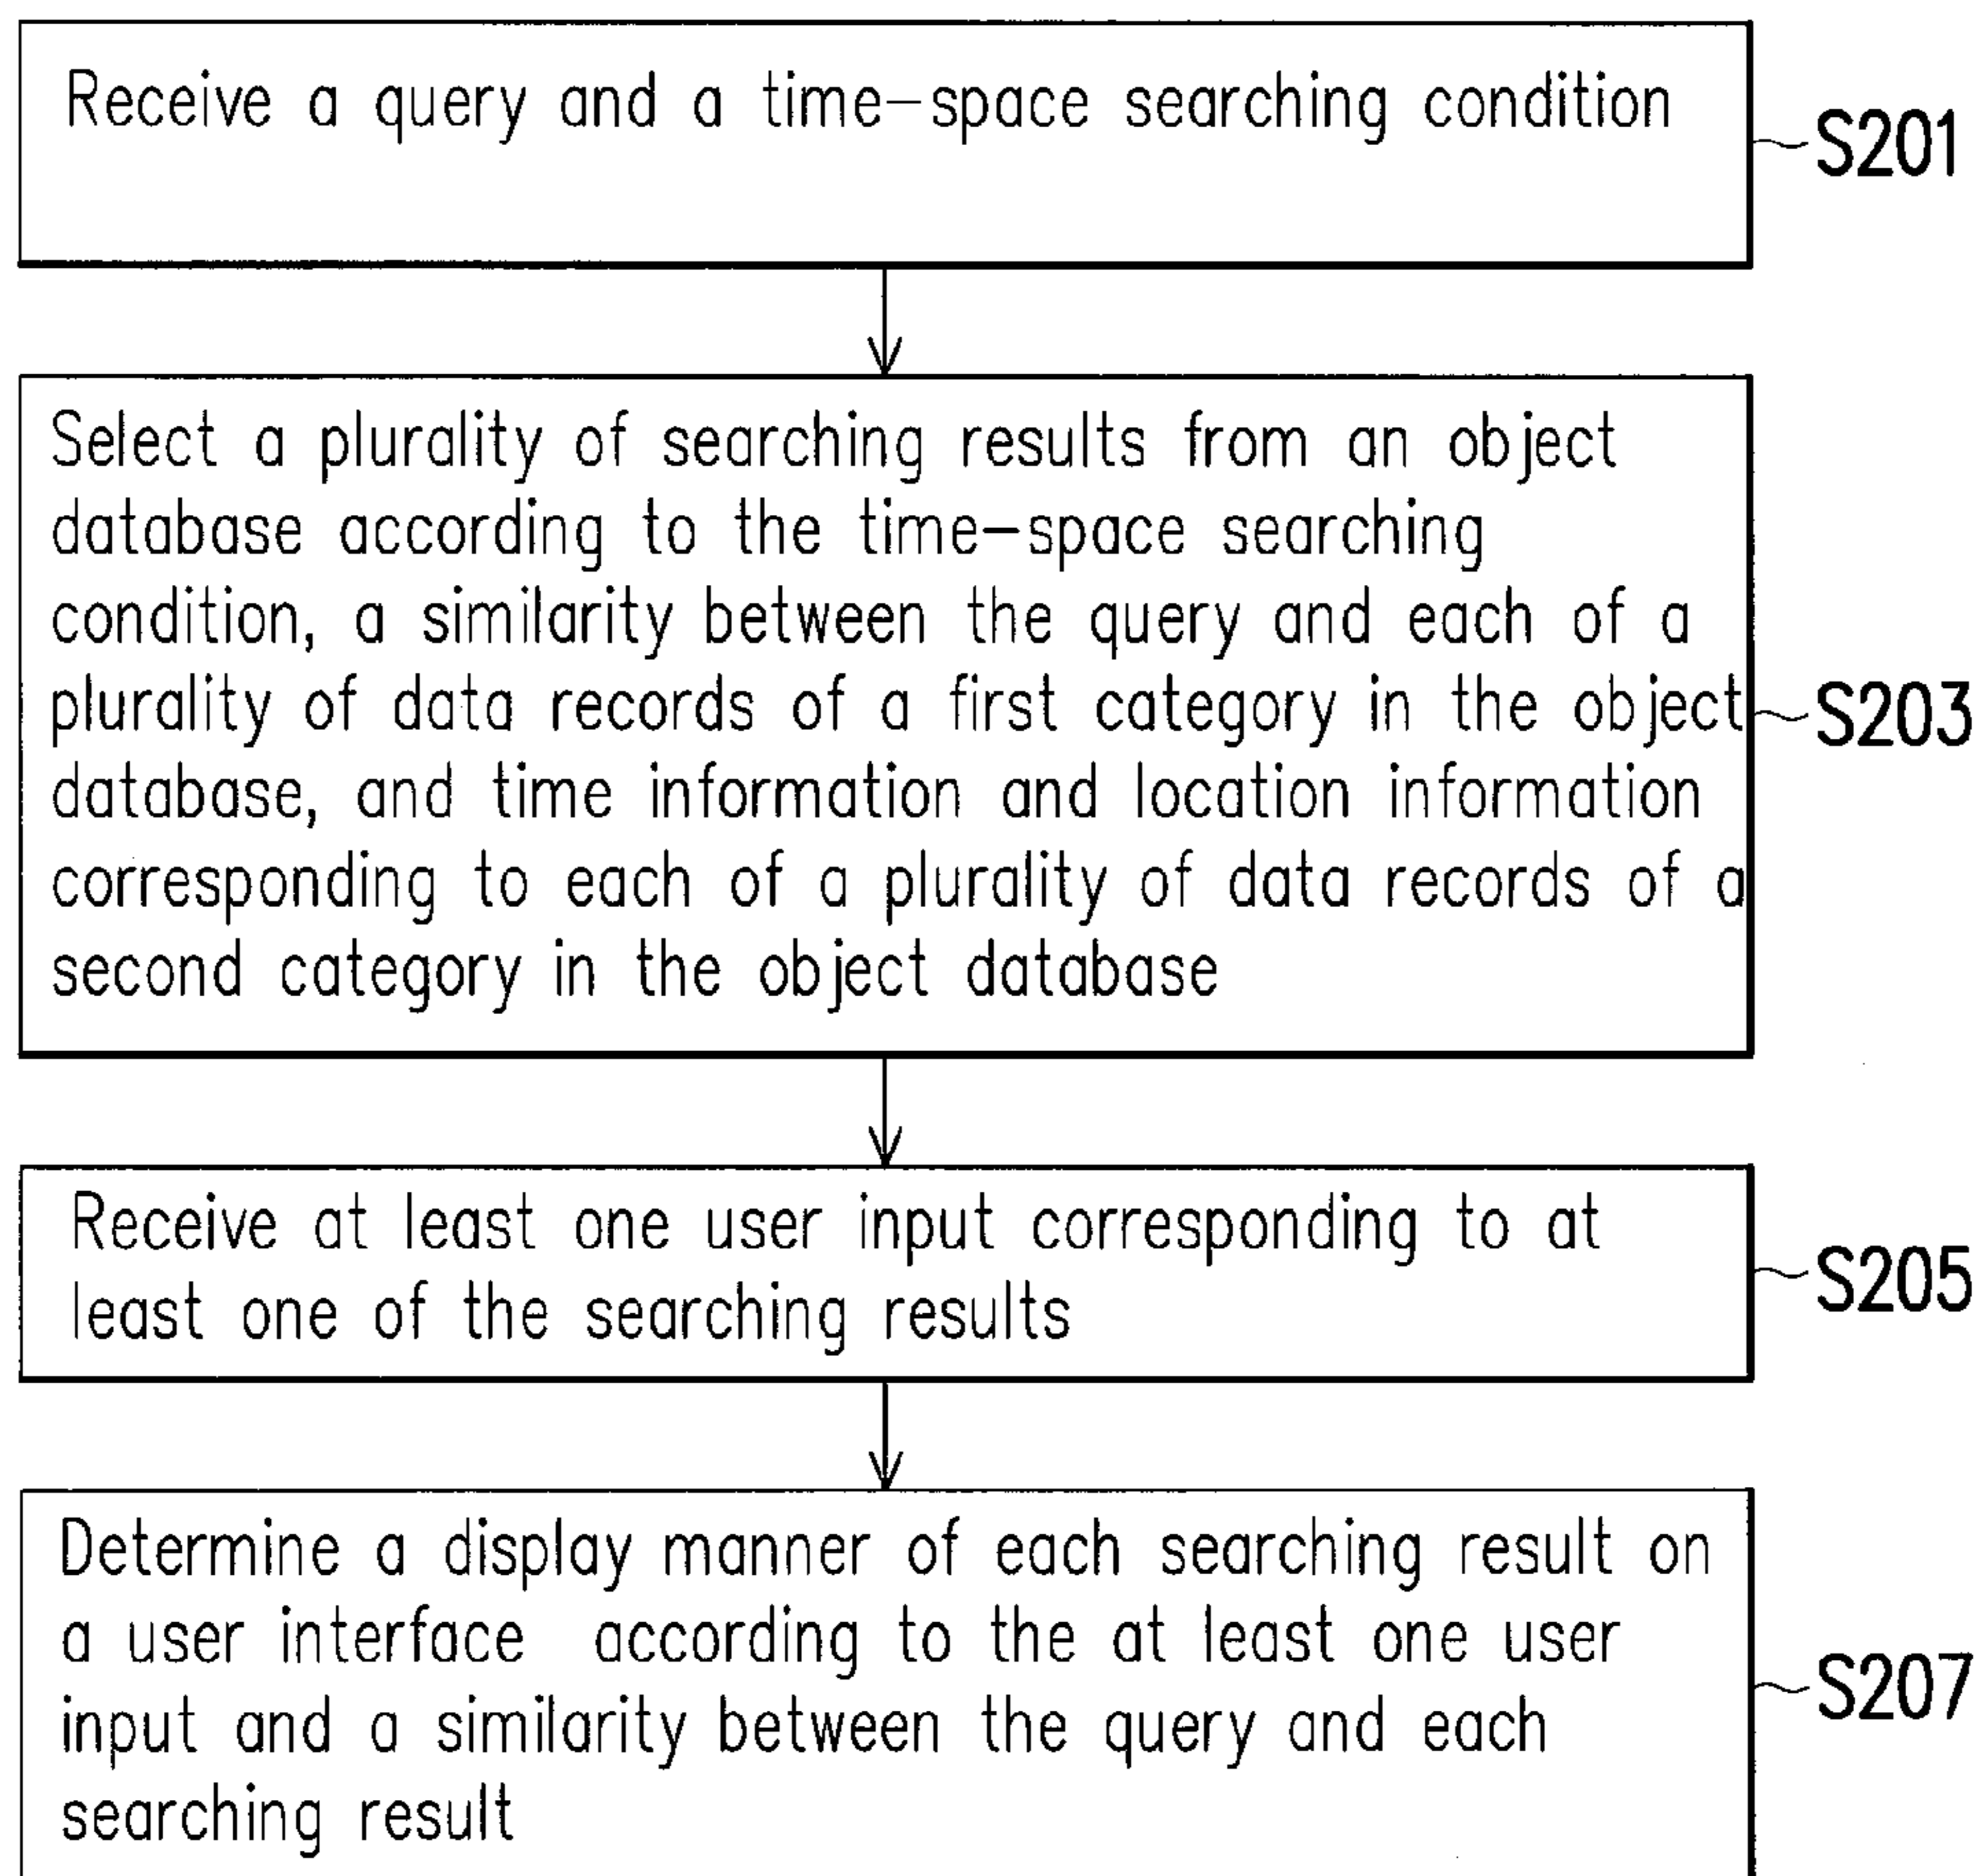 Receive a query and a time-space searching condition
S201
Select a plurality of searching results from an object
database according to the time-space searching
condition, a similarity between the query and each of a
plurality of data records of a first category in the object
database, and time information and location information
corresponding to each of a plurality of data records of a
second category in the object database
S203
Receive at least one user input corresponding to at
least one of the searching results
S205
Determine a display manner of each searching result on
a user interface according to the at least one user
input and a similarity between the query and each
searching result
S207